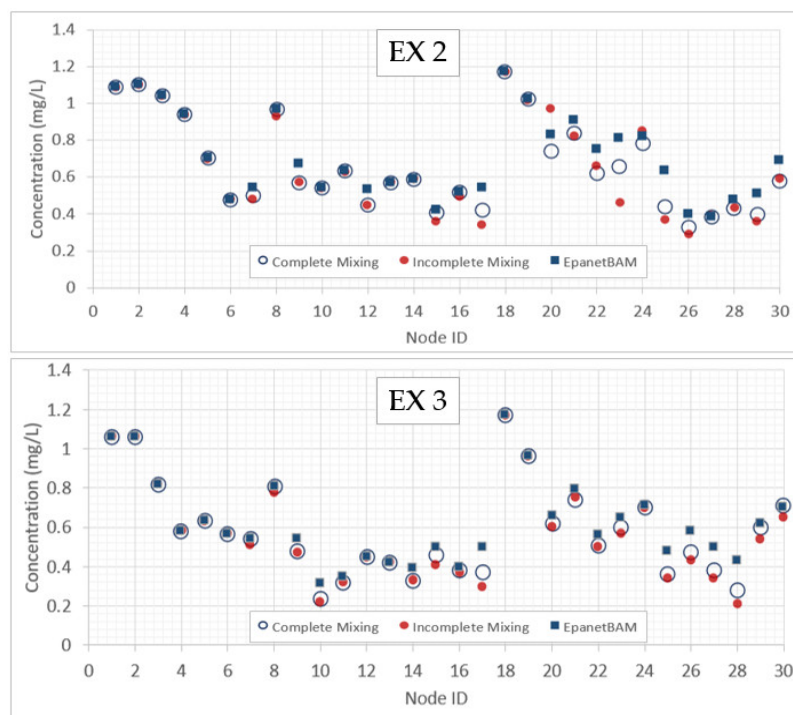 1.4
EX 2
1.2
1
0.8
0.6
0.4
0.2
0
Concentration (mg/L)
Complete Mixing Incomplete Mixing EpanetBAM
0 2 4 6 8 10 12 14 16 18 20 22 24 26 28 30
Node ID
1.4
EX 3
1.2
1
0.8
0.6
0.4
0.2
0
Concentration (mg/L)
Complete Mixing Incomplete Mixing EpanetBAM
0 2 4 6 8 10 12 14 16 18 20 22 24 26 28 30
Node ID